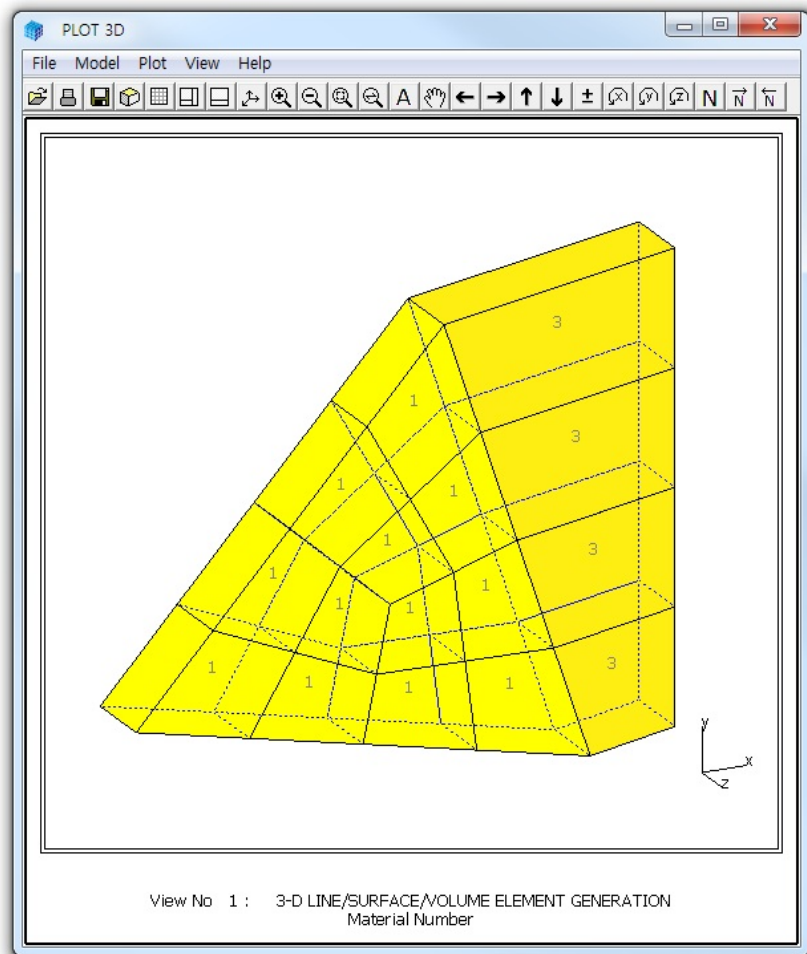 PLOT 3D
File Model Plot View Help
A x y z N N N
3
1
3
1
1
1
3
1
1
1
1
3
1
1
1
1
y
x
z
View No 1 : 3-D LINE/SURFACE/VOLUME ELEMENT GENERATION
Material Number